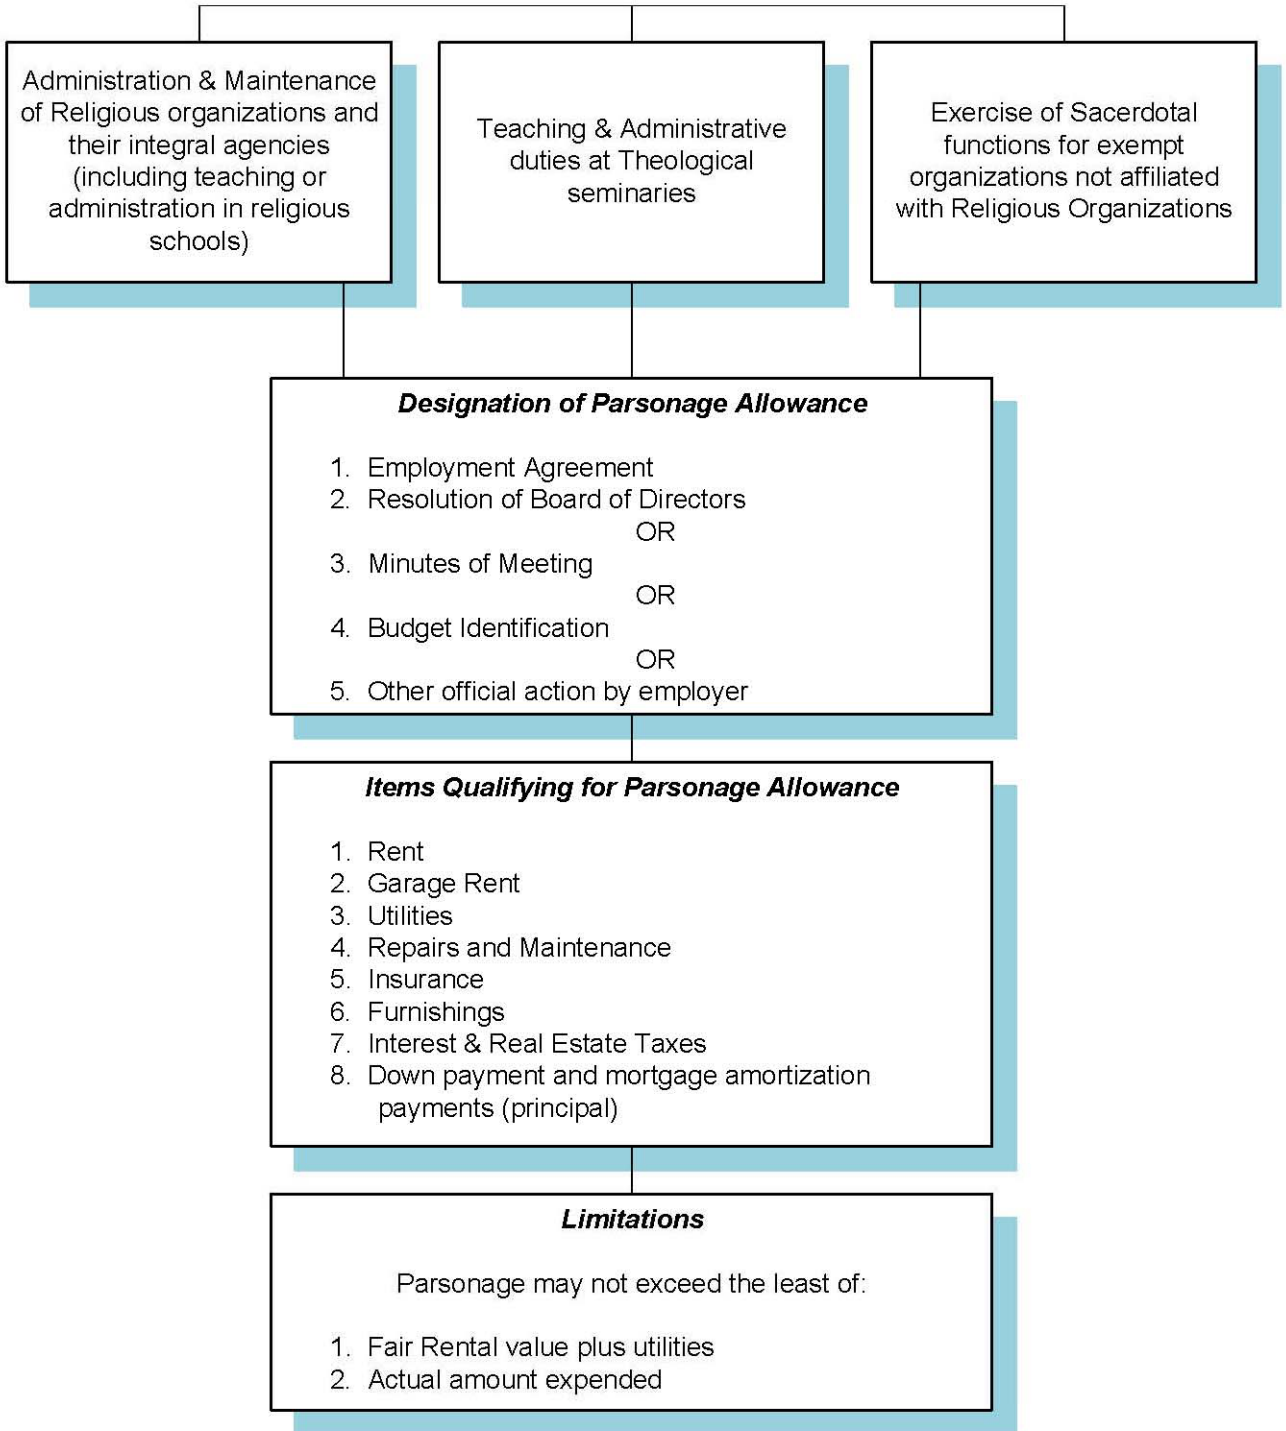 Administration & Maintenance
of Religious organizations and
their integral agencies
(including teaching or
administration in religious
schools)
Teaching & Administrative
duties at Theological
seminaries
Exercise of Sacerdotal
functions for exempt
organizations not affiliated
with Religious Organizations
Designation of Parsonage Allowance
1. Employment Agreement
2. Resolution of Board of Directors
OR
3. Minutes of Meeting
OR
4. Budget Identification
OR
5. Other official action by employer
Items Qualifying for Parsonage Allowance
1. Rent
2. Garage Rent
3. Utilities
4. Repairs and Maintenance
5. Insurance
6. Furnishings
7. Interest & Real Estate Taxes
8. Down payment and mortgage amortization
payments (principal)
Limitations
Parsonage may not exceed the least of:
1. Fair Rental value plus utilities
2. Actual amount expended